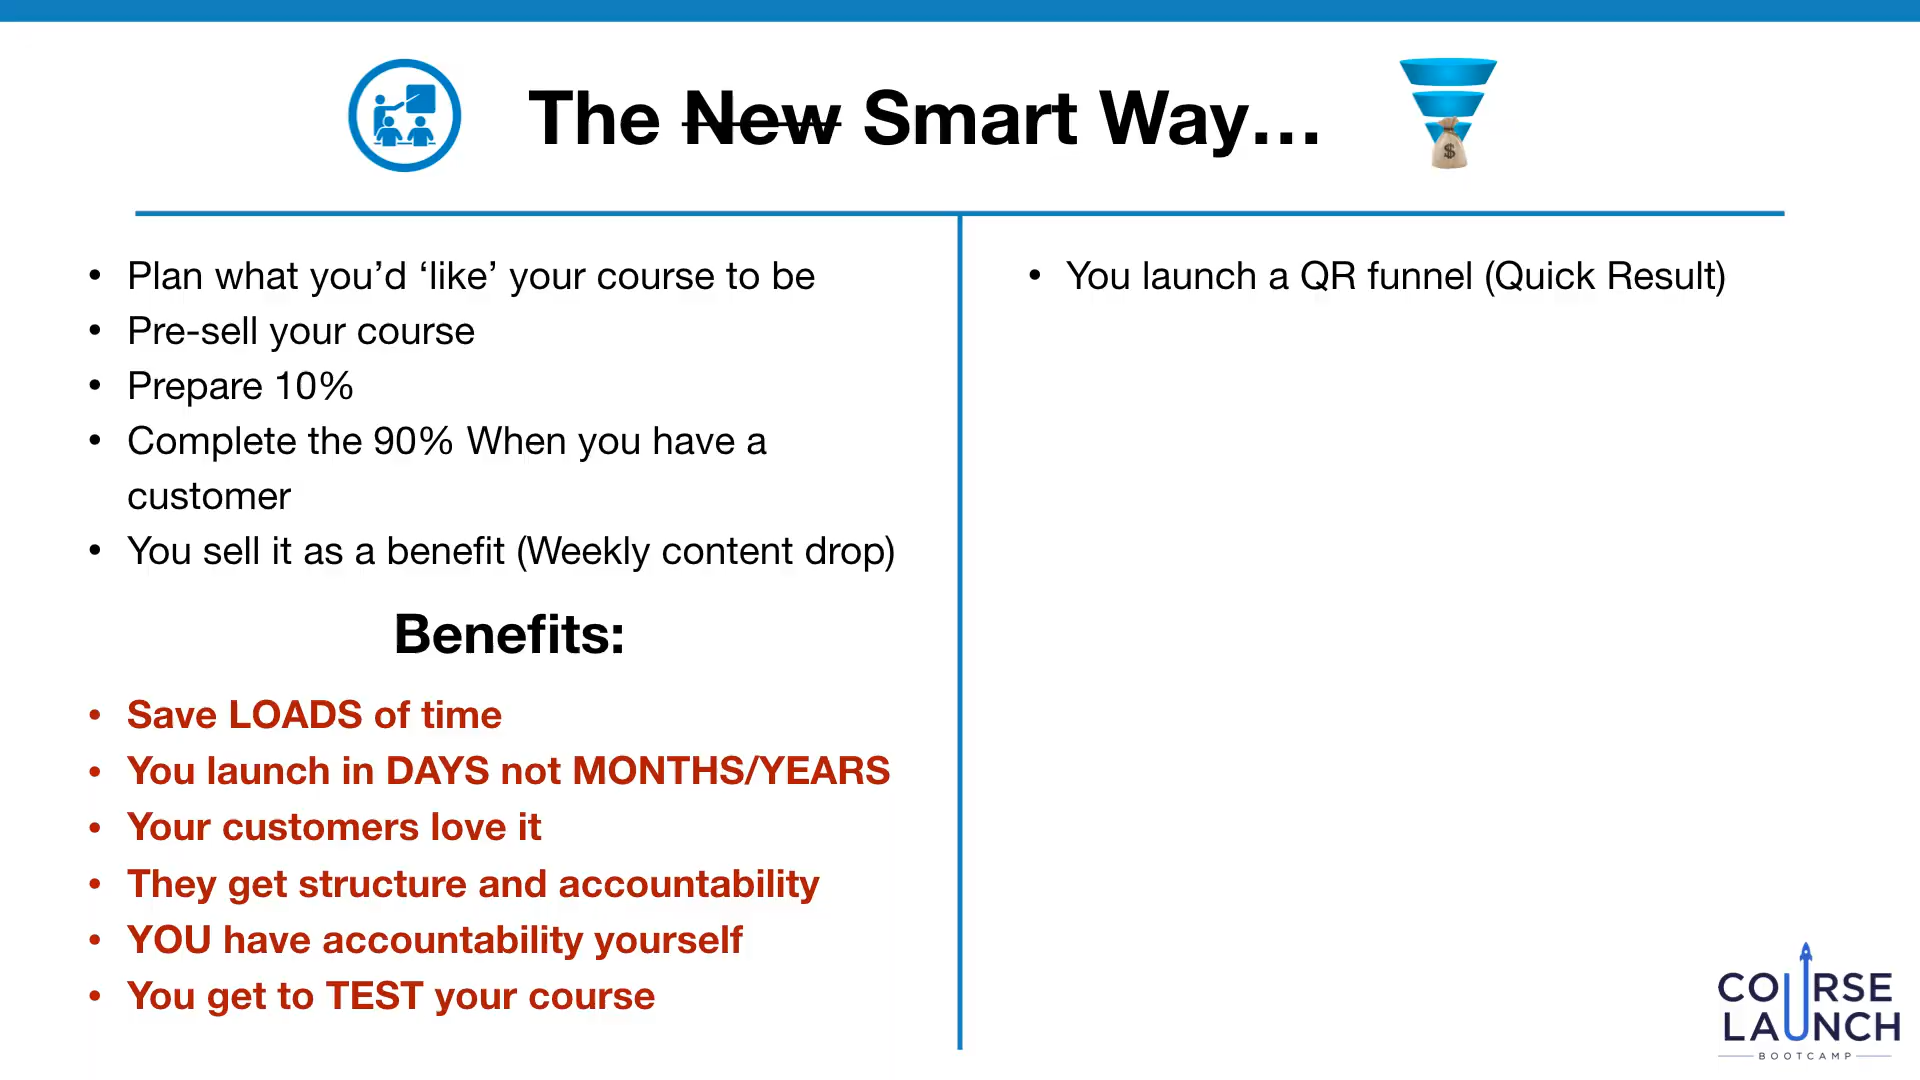 The New Smart Way...
• Plan what you’d ‘like’ your course to be
• Pre-sell your course
• Prepare 10%
• Complete the 90% When you have a
customer
• You sell it as a benefit (Weekly content drop)
Benefits:
• Save LOADS of time
• You launch in DAYS not MONTHS/YEARS
• Your customers love it
• They get structure and accountability
• YOU have accountability yourself
• You get to TEST your course
• You launch a QR funnel (Quick Result)
$
COURSE
LAUNCH
BOOTCAMP